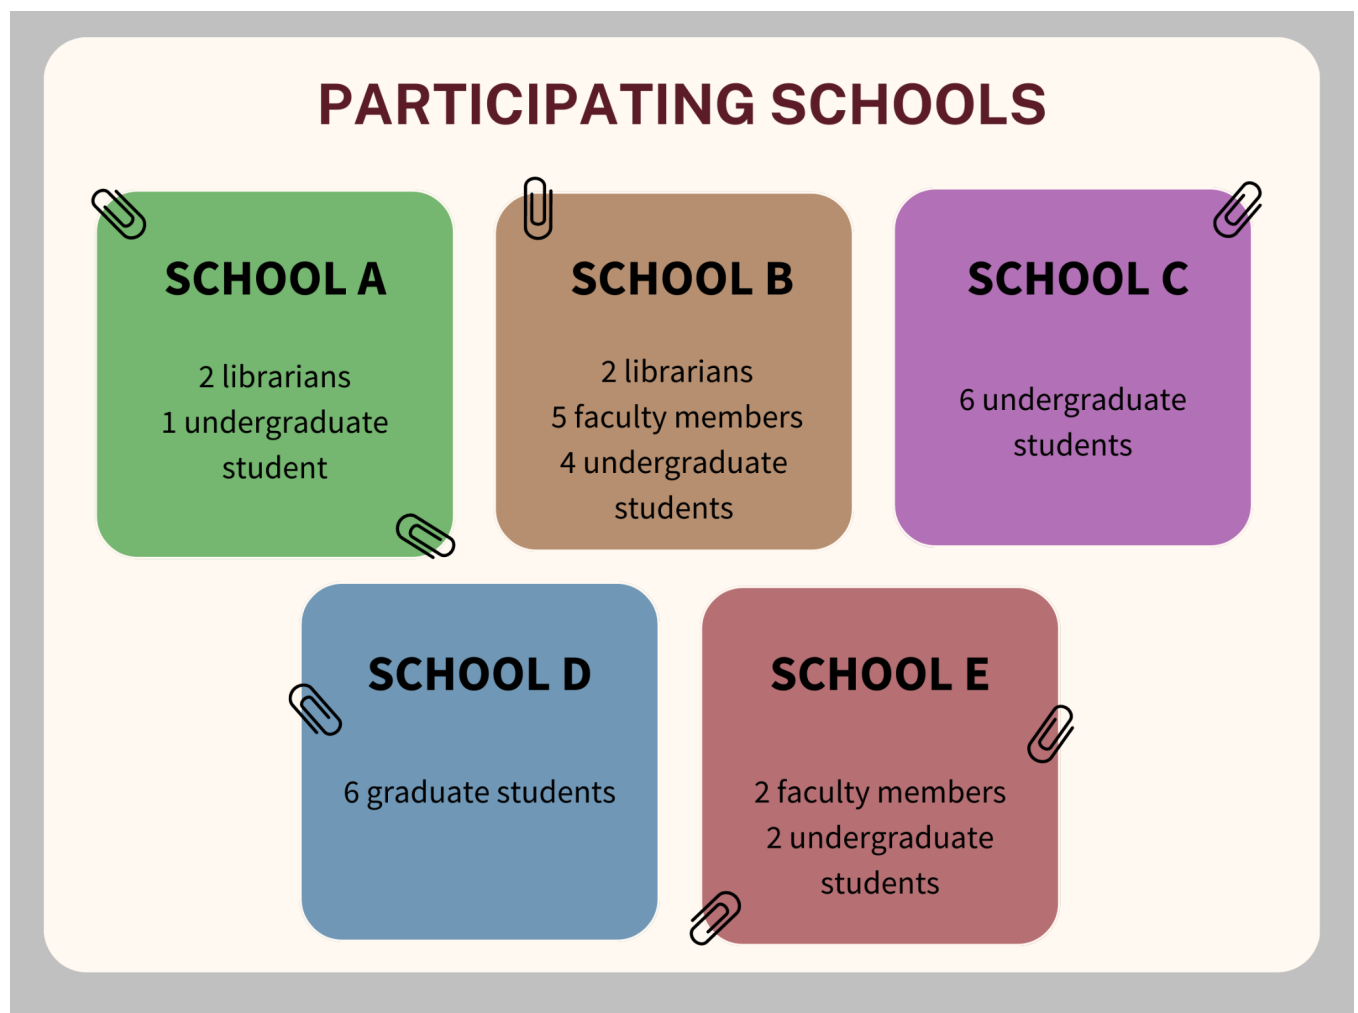 PARTICIPATING SCHOOLS
SCHOOL A
2 librarians
1 undergraduate
student
SCHOOL B
2 librarians
5 faculty members
4 undergraduate
students
SCHOOL C
6 undergraduate
students
SCHOOL D
6 graduate students
SCHOOL E
2 faculty members
2 undergraduate
students